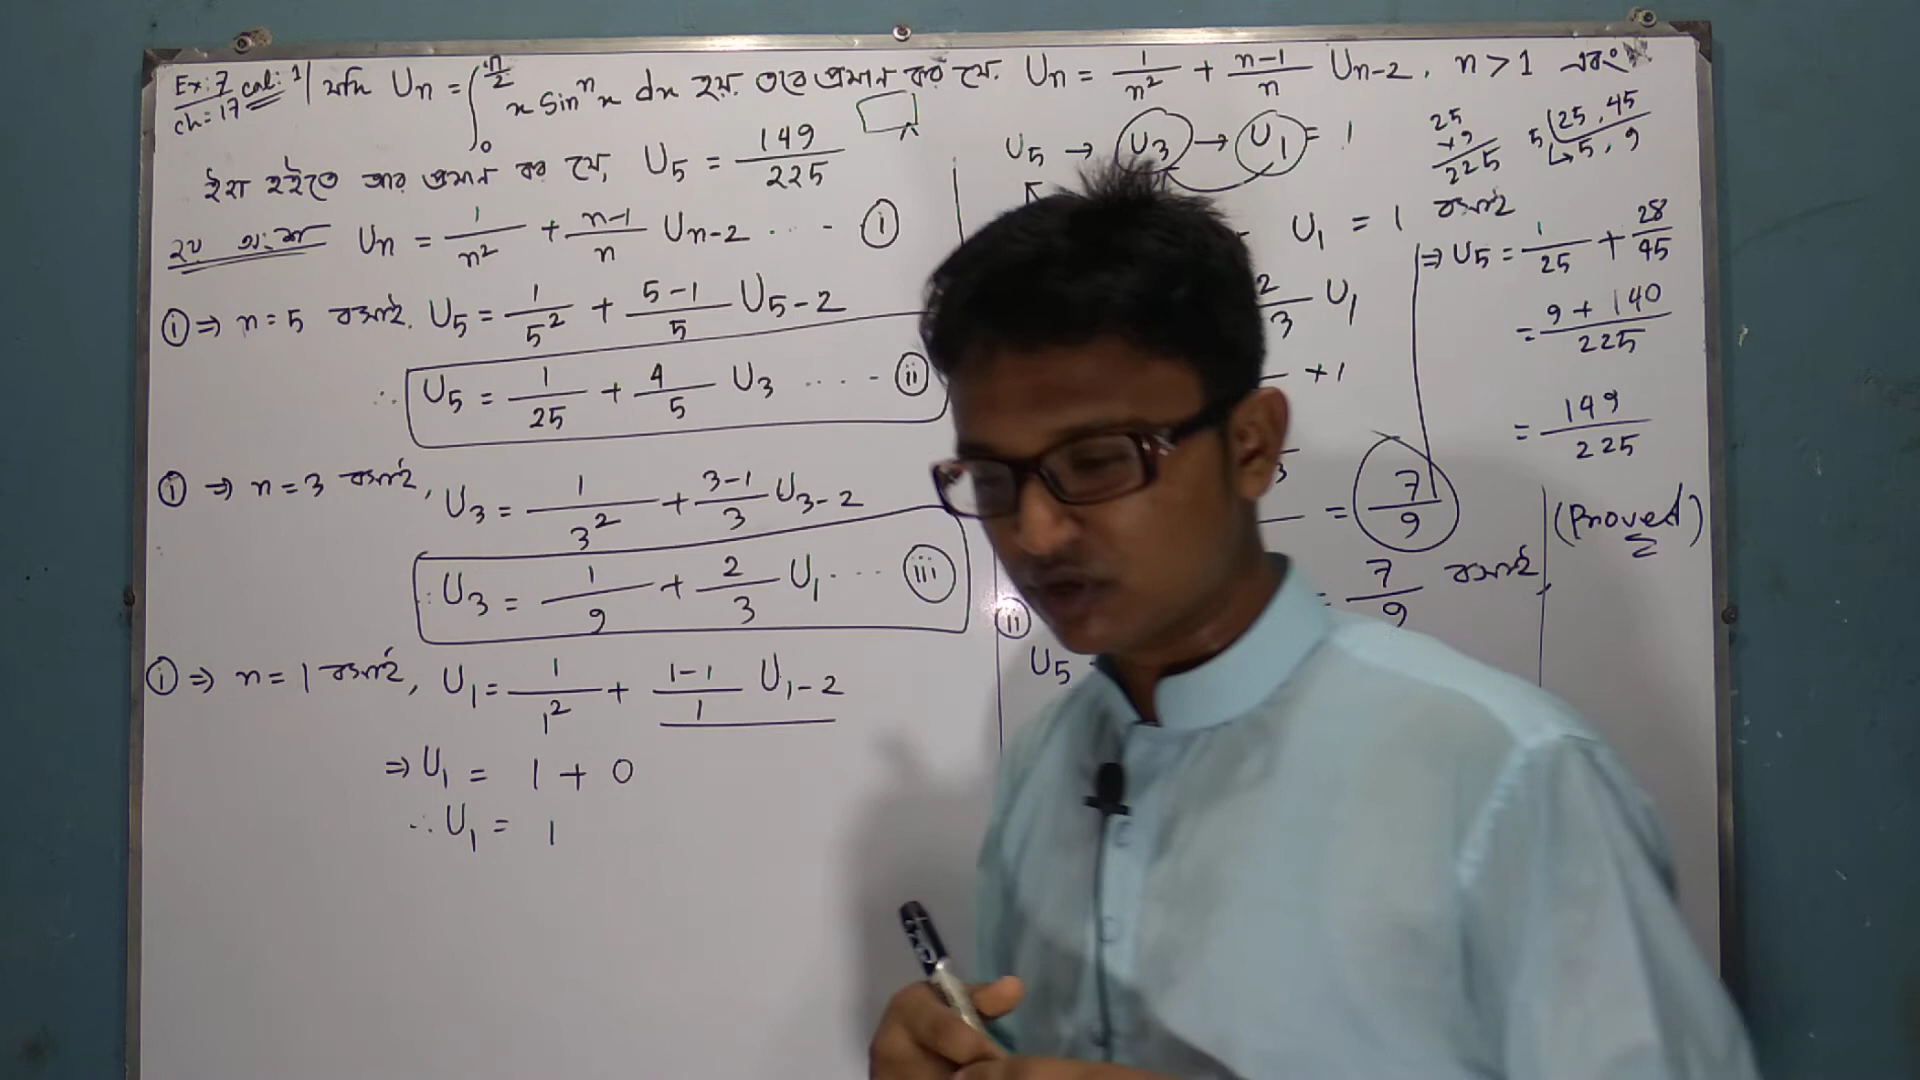 Ex: 7 cal: 1| যদি Uₙ = ∫₀^{π/2} x sinⁿx dx হয়. তবে প্রমাণ কর যে. Uₙ = 1/n² + (n-1)/n Uₙ₋₂ . n > 1 এবং
ch: 17
ইহা হইতে আর প্রমাণ কর যে, U₅ = 149/225
২য় অংশ Uₙ = 1/n² + (n-1)/n Uₙ₋₂ ... - (i)
(i) ⇒ n = 5 বসাই. U₅ = 1/5² + (5-1)/5 U₅₋₂
∴ U₅ = 1/25 + 4/5 U₃ .... - (ii)
(i) ⇒ n = 3 বসাই, U₃ = 1/3² + (3-1)/3 U₃₋₂
∴ U₃ = 1/9 + 2/3 U₁ ... (iii)
(i) ⇒ n = 1 বসাই, U₁ = 1/1² + (1-1)/1 U₁₋₂
⇒ U₁ = 1 + 0
∴ U₁ = 1
U₅ → U₃ → U₁ = 1
U₁ = 1 বসাই
2/3 U₁
+1
3
= 7/9
(ii)
= 7/9 বসাই,
U₅
25
×9
225
5 25, 45
5, 9
⇒ U₅ = 1/25 + 28/45
= (9 + 140)/225
= 149/225
(Proved)